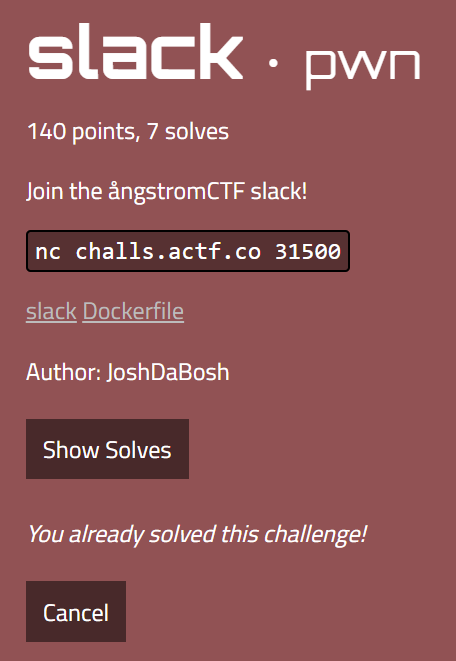 slack · pwn
140 points, 7 solves
Join the ångstromCTF slack!
nc challs.actf.co 31500
slack Dockerfile
Author: JoshDaBosh
Show Solves
You already solved this challenge!
Cancel